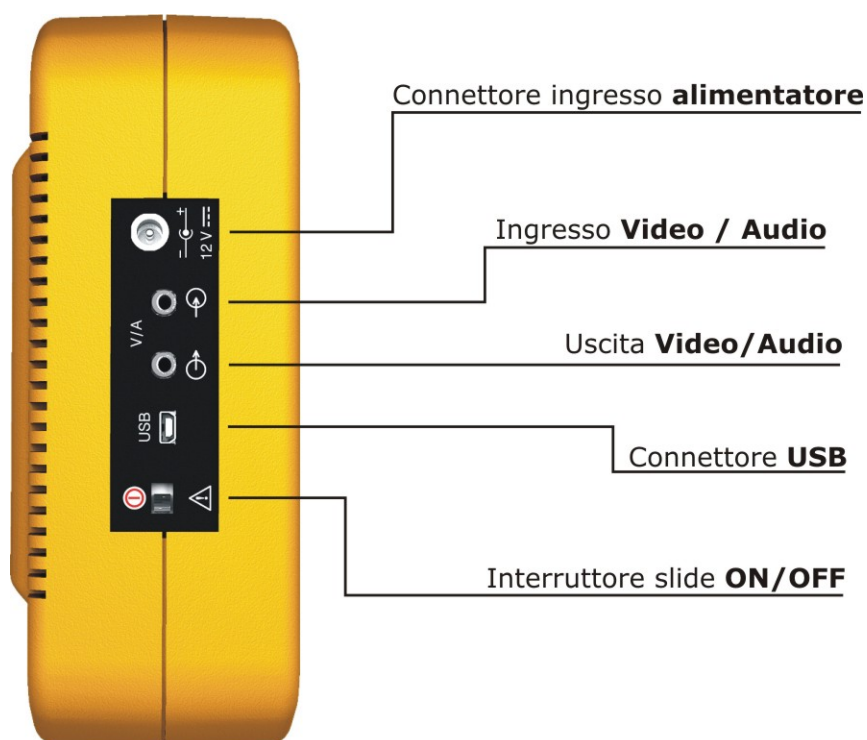 Connettore ingresso alimentatore
Ingresso Video / Audio
Uscita Video/Audio
Connettore USB
Interruttore slide ON/OFF
− +
12 V
V/A
USB